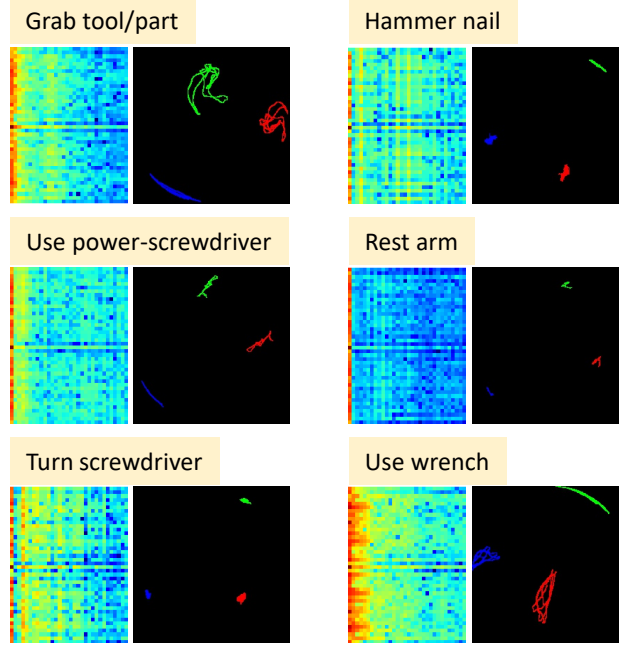 Grab tool/part
Hammer nail
Use power-screwdriver
Rest arm
Turn screwdriver
Use wrench